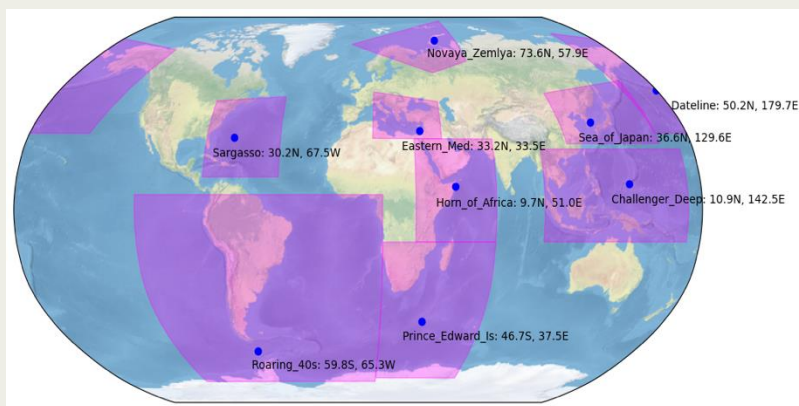 Novaya_Zemlya: 73.6N, 57.9E
Dateline: 50.2N, 179.7E
Sea_of_Japan: 36.6N, 129.6E
Eastern_Med: 33.2N, 33.5E
Sargasso: 30.2N, 67.5W
Horn_of_Africa: 9.7N, 51.0E
Challenger_Deep: 10.9N, 142.5E
Prince_Edward_Is: 46.7S, 37.5E
Roaring_40s: 59.8S, 65.3W